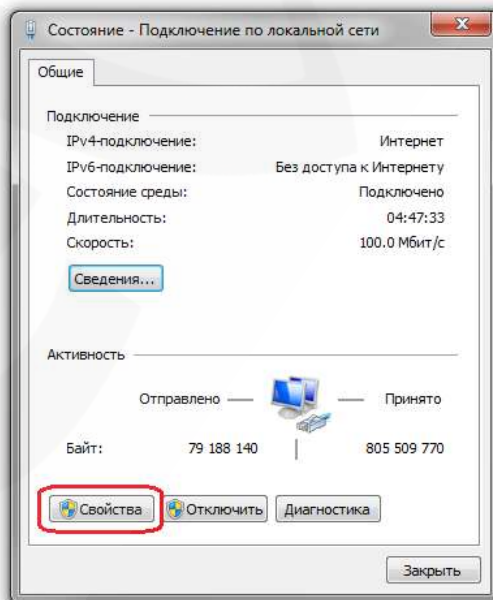 Состояние - Подключение по локальной сети
Общие
Подключение
IPv4-подключение: Интернет
IPv6-подключение: Без доступа к Интернету
Состояние среды: Подключено
Длительность: 04:47:33
Скорость: 100.0 Мбит/с
Сведения...
Активность
Отправлено — — Принято
Байт: 79 188 140 | 805 509 770
Свойства Отключить Диагностика
Закрыть